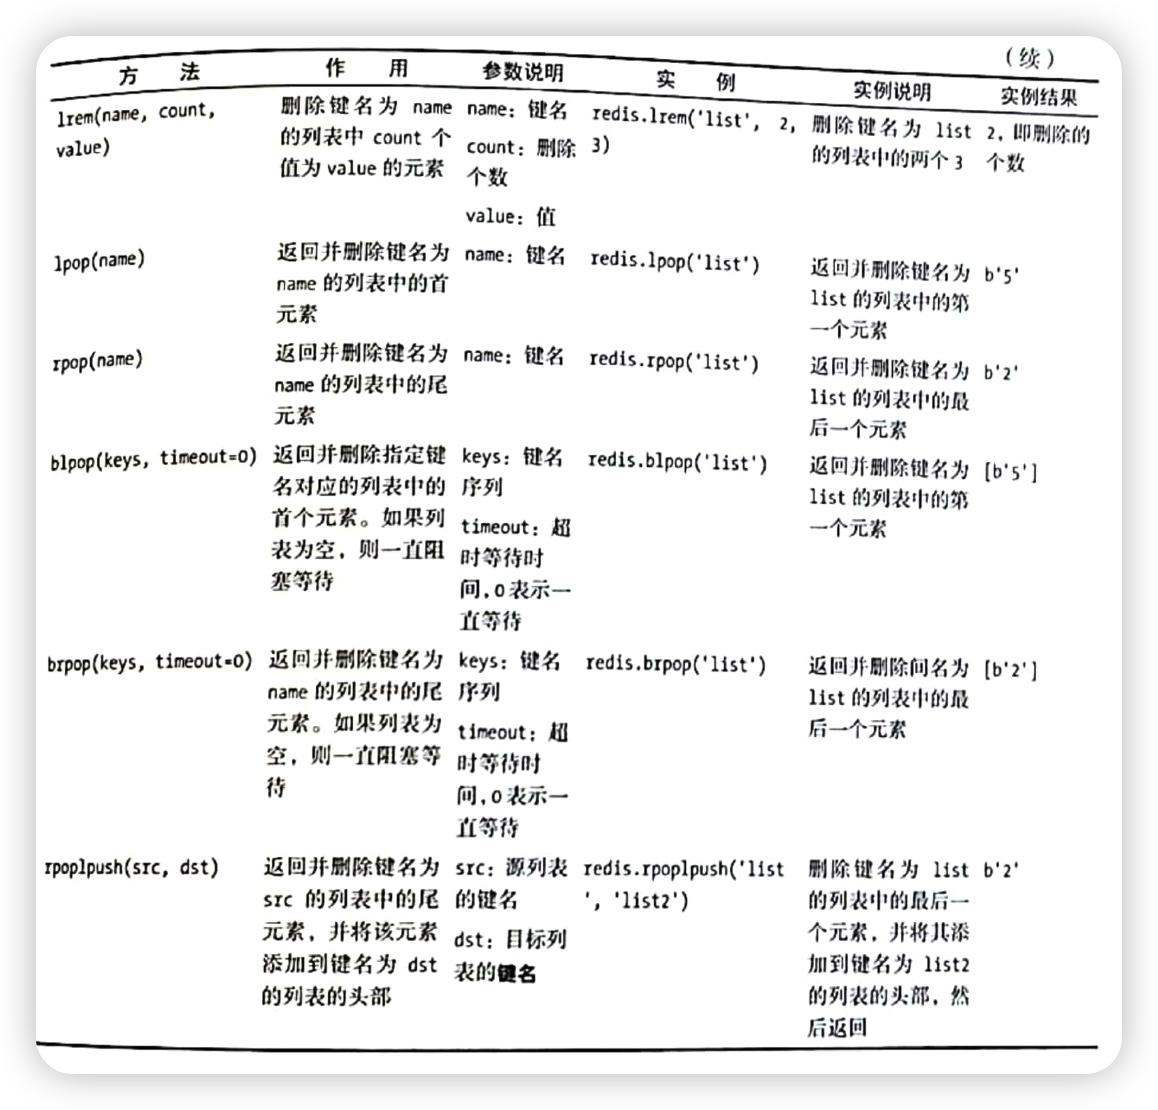 （续）
方 法 作 用 参数说明 实 例 实例说明 实例结果
lrem(name, count, 删除键名为 name name：键名 redis.lrem('list', 2, 删除键名为 list 2，即删除的
value) 的列表中 count 个 count：删除 3) 的列表中的两个 3 个数
值为 value 的元素 个数
value：值
lpop(name) 返回并删除键名为 name：键名 redis.lpop('list') 返回并删除键名为 b'5'
name 的列表中的首 list 的列表中的第
元素 一个元素
rpop(name) 返回并删除键名为 name：键名 redis.rpop('list') 返回并删除键名为 b'2'
name 的列表中的尾 list 的列表中的最
元素 后一个元素
blpop(keys, timeout=0) 返回并删除指定键 keys：键名 redis.blpop('list') 返回并删除键名为 [b'5']
名对应的列表中的 序列 list 的列表中的第
首个元素。如果列 timeout：超 一个元素
表为空，则一直阻 时等待时
塞等待 间，0 表示一
直等待
brpop(keys, timeout=0) 返回并删除键名为 keys：键名 redis.brpop('list') 返回并删除间名为 [b'2']
name 的列表中的尾 序列 list 的列表中的最
元素。如果列表为 timeout：超 后一个元素
空，则一直阻塞等 时等待时
待 间，0 表示一
直等待
rpoplpush(src, dst) 返回并删除键名为 src：源列表 redis.rpoplpush('list 删除键名为 list b'2'
src 的列表中的尾 的键名 ', 'list2') 的列表中的最后一
元素，并将该元素 dst：目标列 个元素，并将其添
添加到键名为 dst 表的键名 加到键名为 list2
的列表的头部 的列表的头部，然
后返回